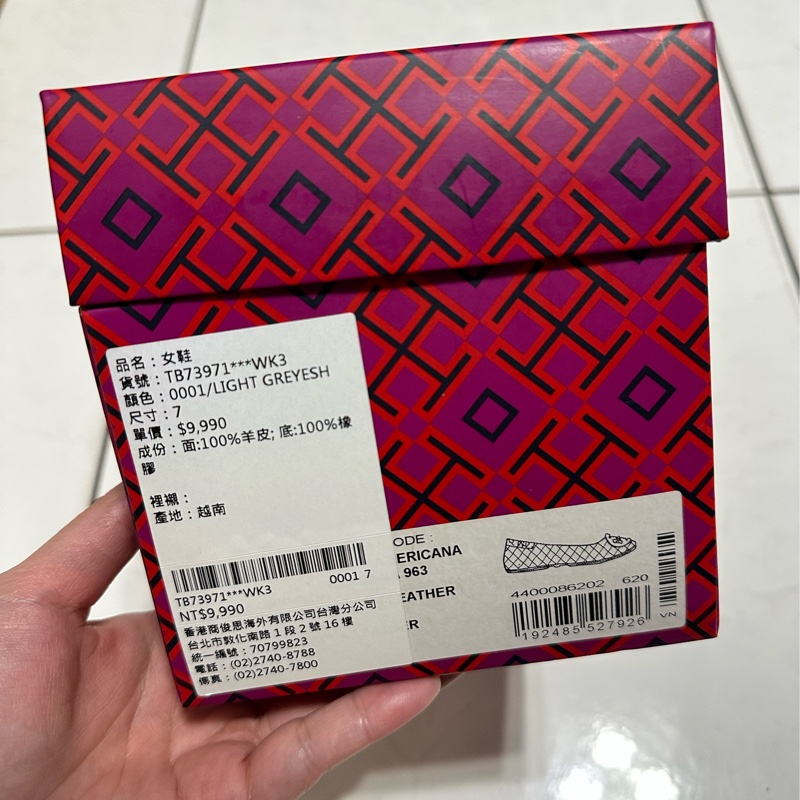 品名：女鞋
貨號：TB73971***WK3
顏色：0001/LIGHT GREYESH
尺寸：7
單價：$9,990
成份：面:100%羊皮; 底:100%橡
膠
裡襯：
產地：越南
TB73971***WK3 0001 7
NT$9,990
香港商俊思海外有限公司台灣分公司
台北市敦化南路1段2號16樓
統一編號：70799823
電話：(02)2740-8788
傳真：(02)2740-7800
ODE :
ERICANA
963
EATHER
ER
4400086202 620
192485 527926
VZ